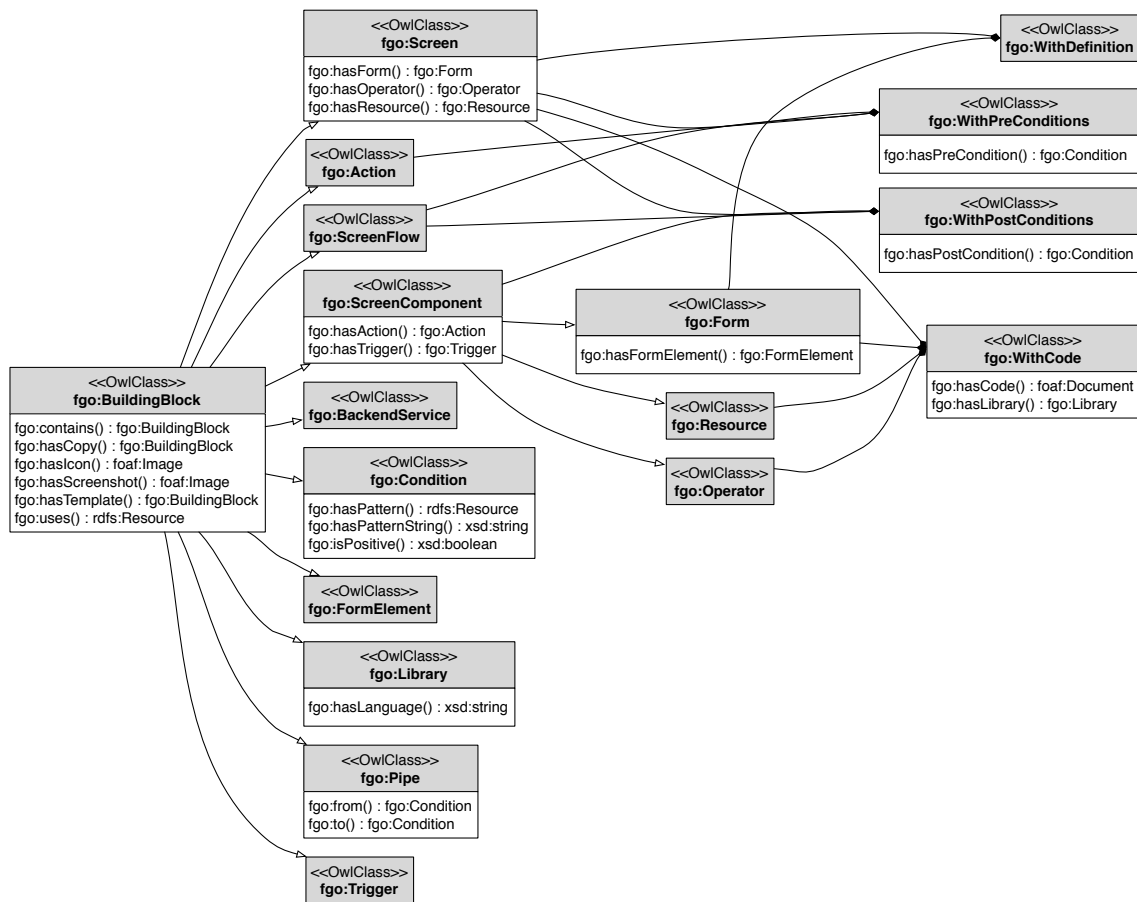 <<OwlClass>>
fgo:Screen
fgo:hasForm() : fgo:Form
fgo:hasOperator() : fgo:Operator
fgo:hasResource() : fgo:Resource
<<OwlClass>>
fgo:WithDefinition
<<OwlClass>>
fgo:WithPreConditions
fgo:hasPreCondition() : fgo:Condition
<<OwlClass>>
fgo:Action
<<OwlClass>>
fgo:ScreenFlow
<<OwlClass>>
fgo:WithPostConditions
fgo:hasPostCondition() : fgo:Condition
<<OwlClass>>
fgo:ScreenComponent
fgo:hasAction() : fgo:Action
fgo:hasTrigger() : fgo:Trigger
<<OwlClass>>
fgo:Form
fgo:hasFormElement() : fgo:FormElement
<<OwlClass>>
fgo:WithCode
fgo:hasCode() : foaf:Document
fgo:hasLibrary() : fgo:Library
<<OwlClass>>
fgo:BuildingBlock
fgo:contains() : fgo:BuildingBlock
fgo:hasCopy() : fgo:BuildingBlock
fgo:hasIcon() : foaf:Image
fgo:hasScreenshot() : foaf:Image
fgo:hasTemplate() : fgo:BuildingBlock
fgo:uses() : rdfs:Resource
<<OwlClass>>
fgo:BackendService
<<OwlClass>>
fgo:Resource
<<OwlClass>>
fgo:Operator
<<OwlClass>>
fgo:Condition
fgo:hasPattern() : rdfs:Resource
fgo:hasPatternString() : xsd:string
fgo:isPositive() : xsd:boolean
<<OwlClass>>
fgo:FormElement
<<OwlClass>>
fgo:Library
fgo:hasLanguage() : xsd:string
<<OwlClass>>
fgo:Pipe
fgo:from() : fgo:Condition
fgo:to() : fgo:Condition
<<OwlClass>>
fgo:Trigger